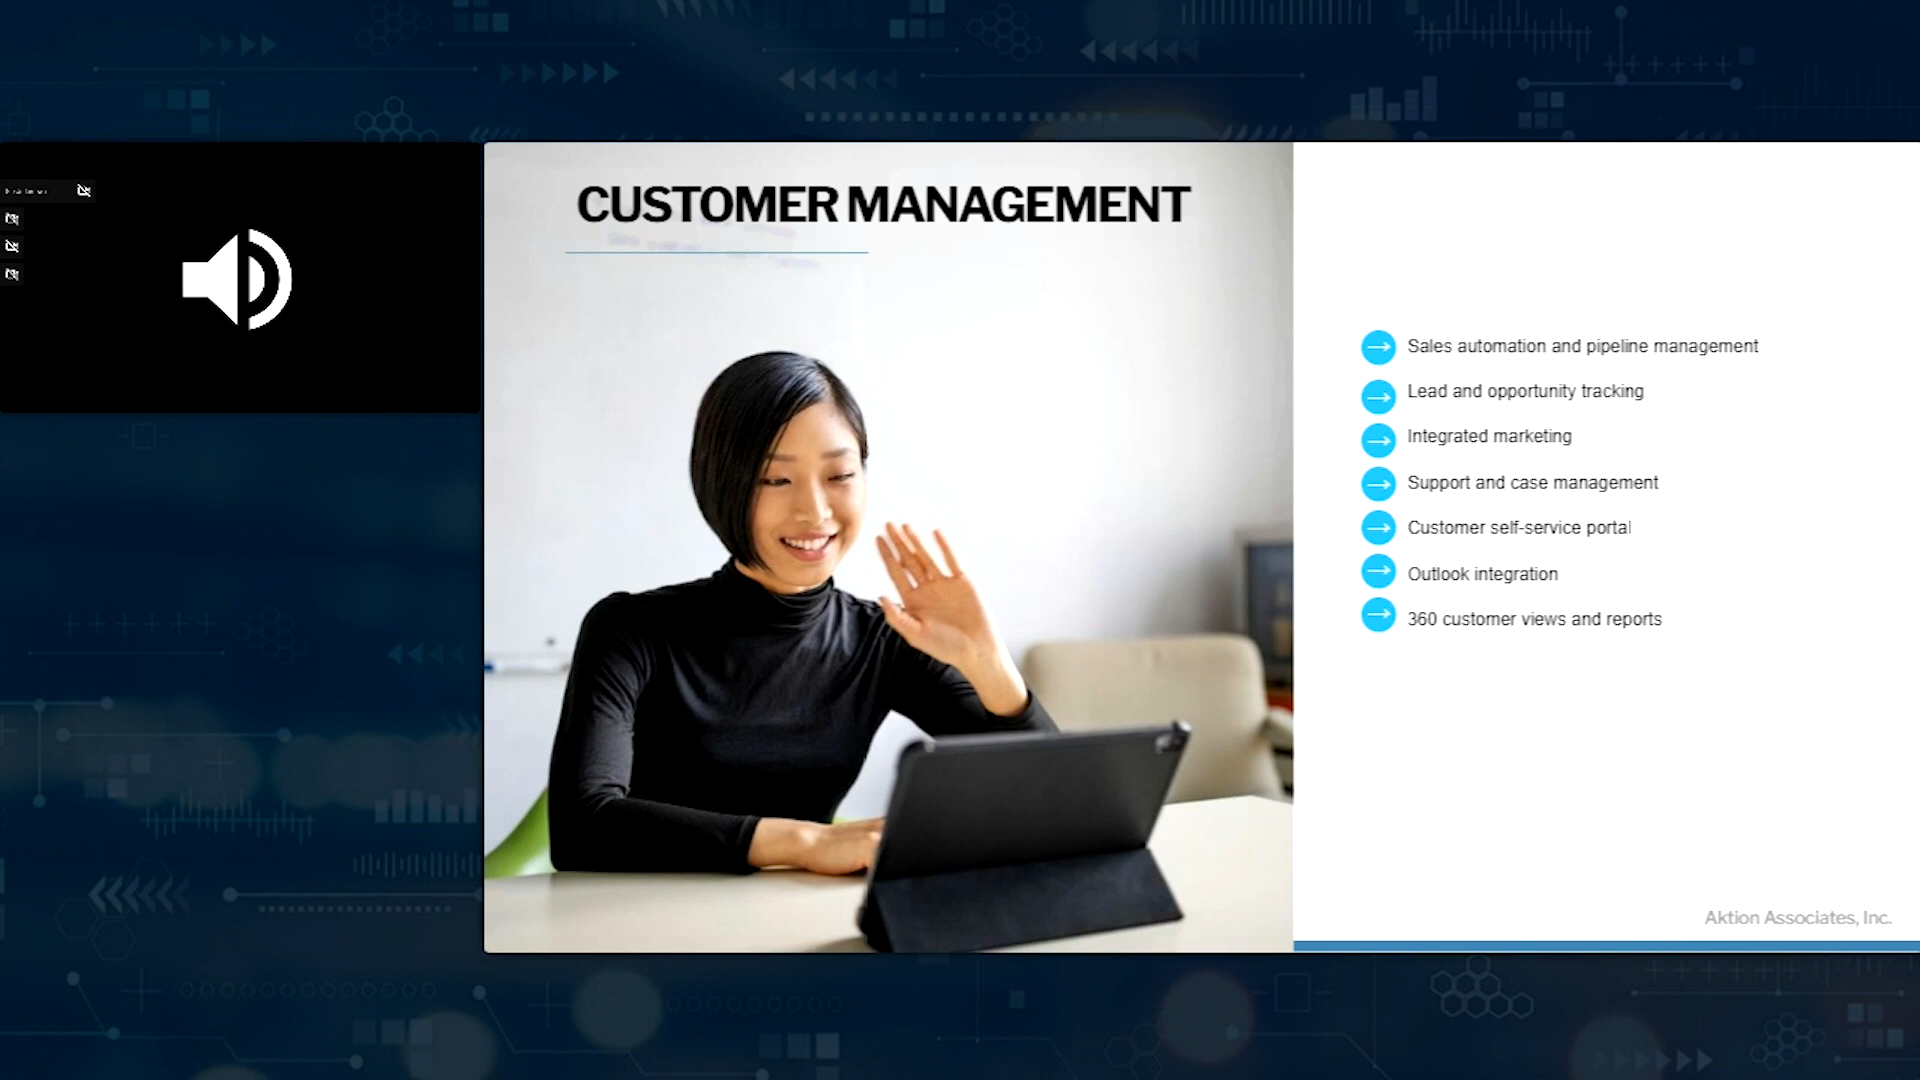 CUSTOMER MANAGEMENT
Sales automation and pipeline management
Lead and opportunity tracking
Integrated marketing
Support and case management
Customer self-service portal
Outlook integration
360 customer views and reports
Aktion Associates, Inc.